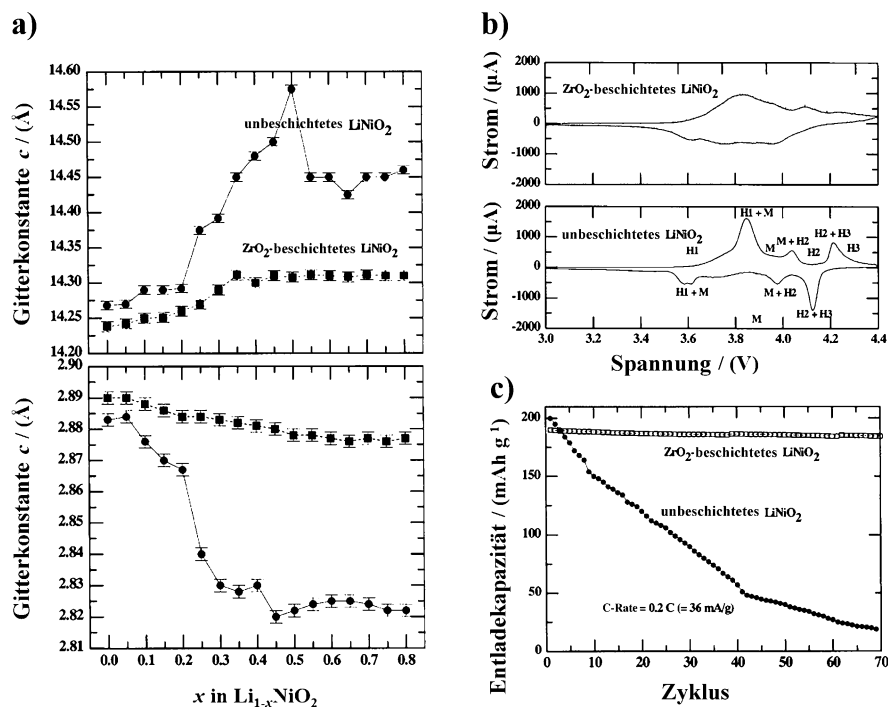 a)
Gitterkonstante c / (Å)
14.60
14.55
14.50
14.45
14.40
14.35
14.30
14.25
14.20
unbeschichtetes LiNiO2
ZrO2-beschichtetes LiNiO2
Gitterkonstante c / (Å)
2.90
2.89
2.88
2.87
2.86
2.85
2.84
2.83
2.82
2.81
0.0 0.1 0.2 0.3 0.4 0.5 0.6 0.7 0.8
x in Li1-xNiO2
b)
Strom / (µA)
2000
1000
0
-1000
-2000
ZrO2-beschichtetes LiNiO2
Strom / (µA)
2000
1000
0
-1000
-2000
unbeschichtetes LiNiO2
H1 + M
H1
M
M + H2
H2
H2 + H3
H3
H1 + M
M
M + H2
H2 + H3
3.0 3.2 3.4 3.6 3.8 4.0 4.2 4.4
Spannung / (V)
c)
Entladekapazität / (mAh g-1)
200
150
100
50
0
ZrO2-beschichtetes LiNiO2
unbeschichtetes LiNiO2
C-Rate = 0.2 C (= 36 mA/g)
0 10 20 30 40 50 60 70
Zyklus